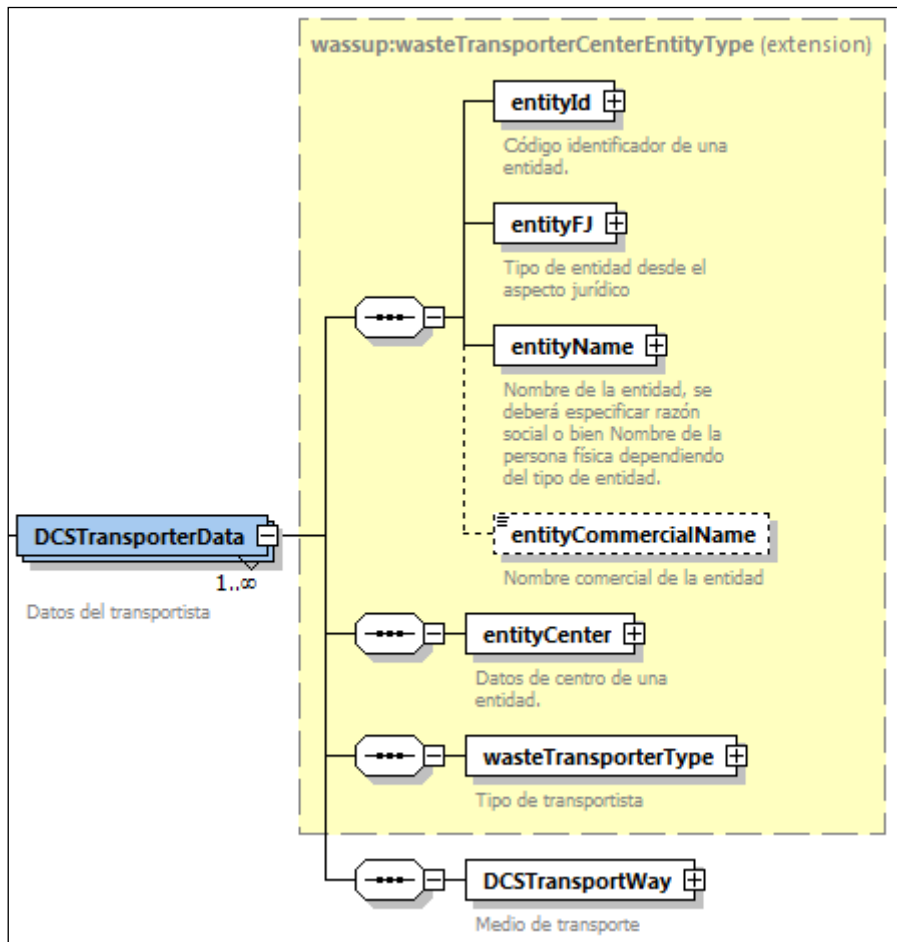 wassup:wasteTransporterCenterEntityType (extension)
entityId
Código identificador de una
entidad.
entityFJ
Tipo de entidad desde el
aspecto jurídico
entityName
Nombre de la entidad, se
deberá especificar razón
social o bien Nombre de la
persona física dependiendo
del tipo de entidad.
entityCommercialName
Nombre comercial de la entidad
DCSTransporterData
1..∞
Datos del transportista
entityCenter
Datos de centro de una
entidad.
wasteTransporterType
Tipo de transportista
DCSTransportWay
Medio de transporte